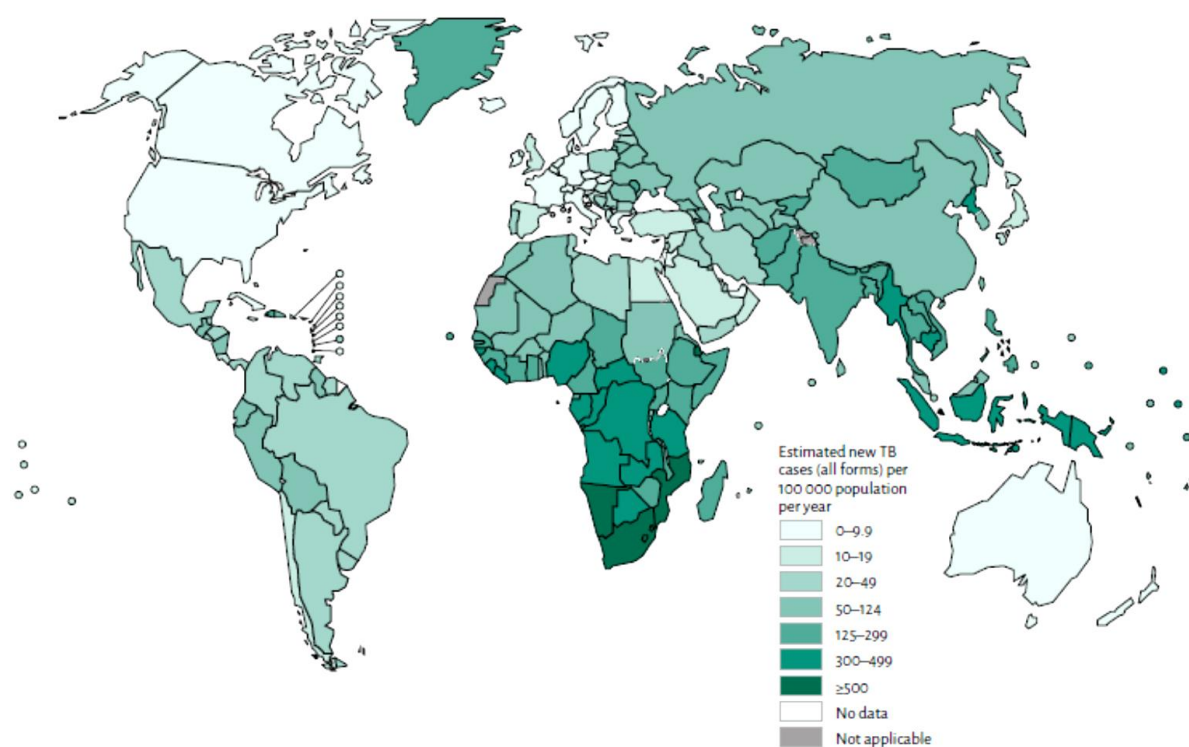 Estimated new TB
cases (all forms) per
100 000 population
per year
0–9.9
10–19
20–49
50–124
125–299
300–499
≥500
No data
Not applicable